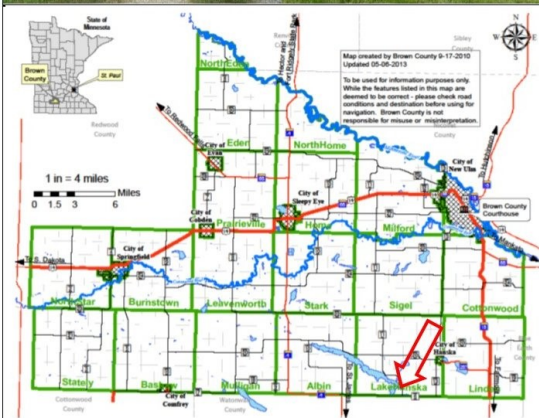 State of
Minnesota
Brown
County
St. Paul
Redwood
County
1 in = 4 miles
0 1.5 3 6 Miles
Map created by Brown County 9-17-2010
Updated 05-06-2013
To be used for information purposes only.
While the features listed in this map are
deemed to be correct - please check road
conditions and destination before using for
navigation. Brown County is not
responsible for misuse or misinterpretation.
N
W E
S
Sibley
County
NorthEden
City of
Evan
Eden
NorthHome
City of
New Ulm
Brown County
Courthouse
City of
Sleepy Eye
City of
Cobden
Prairieville
Home
Milford
To S. Dakota
City of
Springfield
NorthStar
Burnstown
Leavenworth
Stark
Sigel
Cottonwood
City of
Hanska
Stately
Bashaw
Mulligan
Albin
LakeHanska
Linden
Cottonwood
County
City of
Comfrey
Watonwan
County